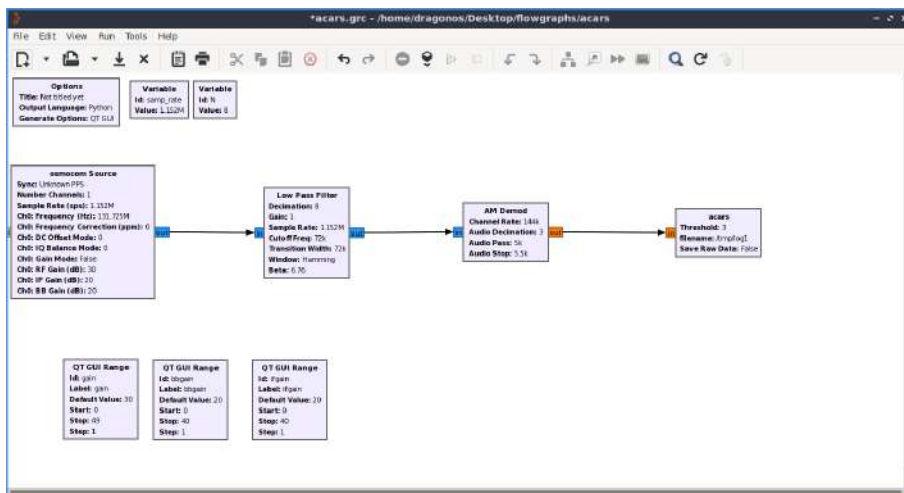 *acars.grc - /home/dragonos/Desktop/flowgraphs/acars
File Edit View Run Tools Help
Options
Title: Not titled yet
Output Language: Python
Generate Options: QT GUI
Variable
Id: samp_rate
Value: 1.152M
Variable
Id: N
Value: 8
osmocom Source
Sync: Unknown PPS
Number Channels: 1
Sample Rate (sps): 1.152M
Ch0: Frequency (Hz): 131.725M
Ch0: Frequency Correction (ppm): 0
Ch0: DC Offset Mode: 0
Ch0: IQ Balance Mode: 0
Ch0: Gain Mode: False
Ch0: RF Gain (dB): 30
Ch0: IF Gain (dB): 20
Ch0: BB Gain (dB): 20
out
Low Pass Filter
Decimation: 8
Gain: 1
Sample Rate: 1.152M
Cutoff Freq: 72k
Transition Width: 72k
Window: Hamming
Beta: 6.76
in
out
AM Demod
Channel Rate: 144k
Audio Decimation: 3
Audio Pass: 5k
Audio Stop: 5.5k
in
out
acars
Threshold: 3
filename: /tmp/log1
Save Raw Data: False
in
QT GUI Range
Id: gain
Label: gain
Default Value: 30
Start: 0
Stop: 49
Step: 1
QT GUI Range
Id: bbgain
Label: bbgain
Default Value: 20
Start: 0
Stop: 40
Step: 1
QT GUI Range
Id: ifgain
Label: ifgain
Default Value: 20
Start: 0
Stop: 40
Step: 1